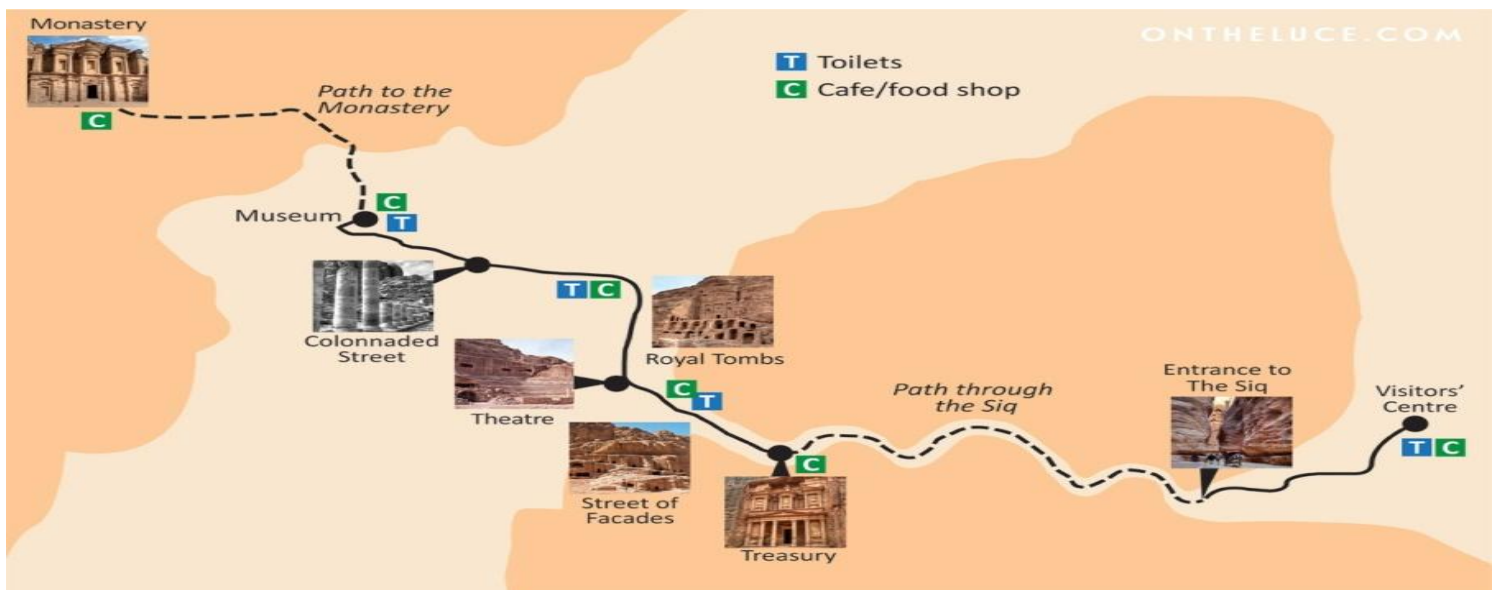 Monastery
ONTHELUCE.COM
T Toilets
C Cafe/food shop
Path to the
Monastery
C
C
Museum
T
T C
Colonnaded
Street
Royal Tombs
Theatre
C
T
Path through
the Siq
Entrance to
The Siq
Visitors'
Centre
T C
C
Street of
Facades
Treasury